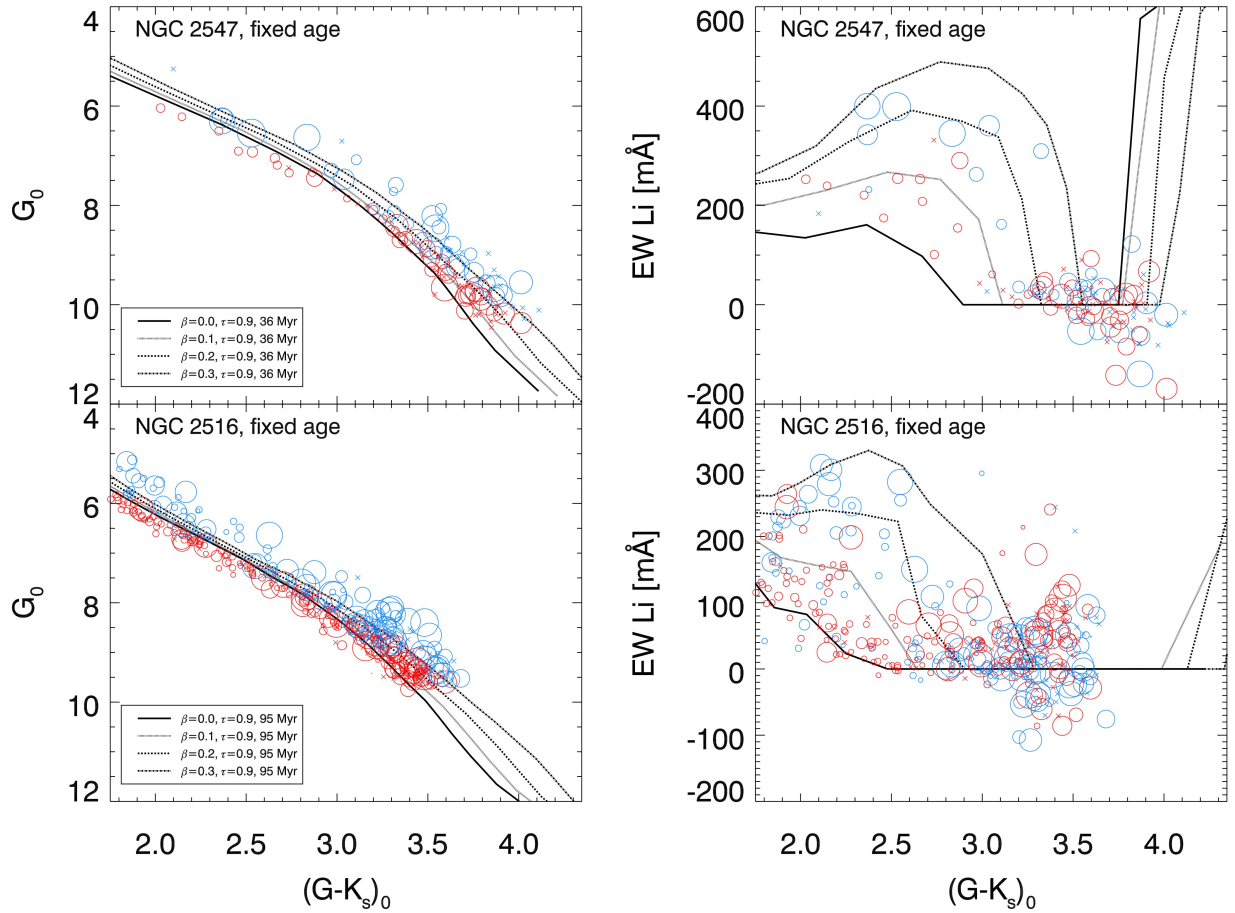 NGC 2547, fixed age
4
6
8
10
12
G₀
β=0.0, τ=0.9, 36 Myr
β=0.1, τ=0.9, 36 Myr
β=0.2, τ=0.9, 36 Myr
β=0.3, τ=0.9, 36 Myr
NGC 2547, fixed age
600
400
200
0
-200
EW Li [mÅ]
NGC 2516, fixed age
4
6
8
10
12
G₀
β=0.0, τ=0.9, 95 Myr
β=0.1, τ=0.9, 95 Myr
β=0.2, τ=0.9, 95 Myr
β=0.3, τ=0.9, 95 Myr
2.0 2.5 3.0 3.5 4.0
(G-Kₛ)₀
NGC 2516, fixed age
400
300
200
100
0
-100
-200
EW Li [mÅ]
2.0 2.5 3.0 3.5 4.0
(G-Kₛ)₀